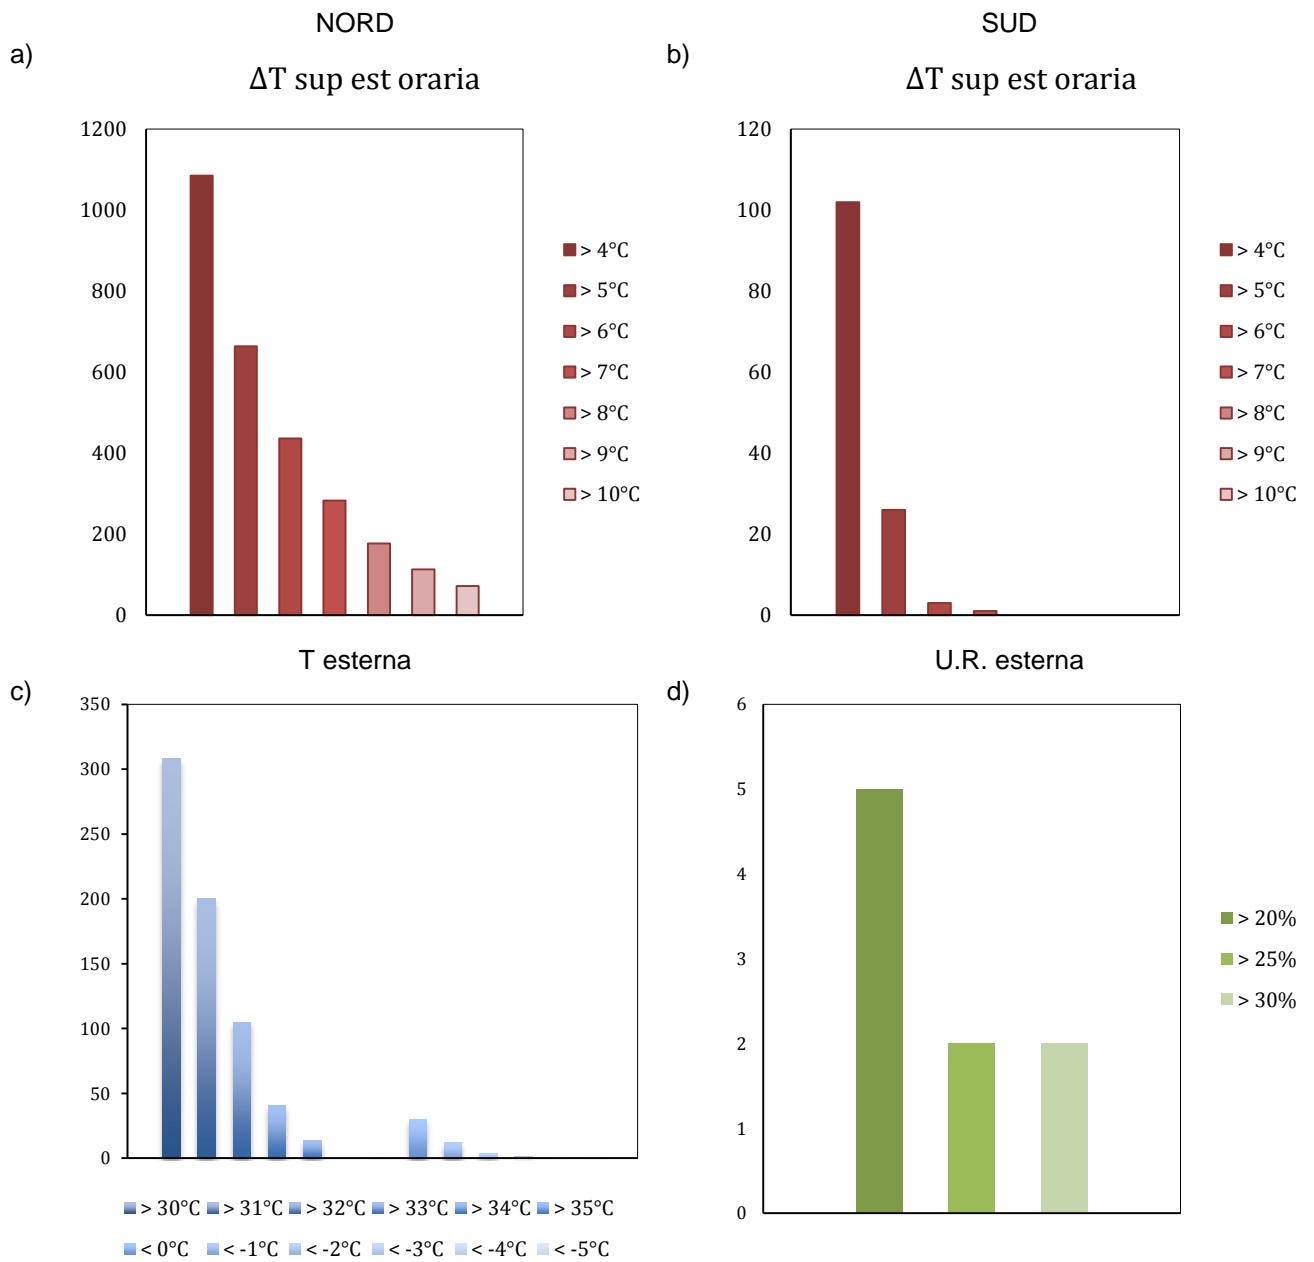 NORD
a)
ΔT sup est oraria
1200
1000
800
600
400
200
0
> 4°C
> 5°C
> 6°C
> 7°C
> 8°C
> 9°C
> 10°C
SUD
b)
ΔT sup est oraria
120
100
80
60
40
20
0
> 4°C
> 5°C
> 6°C
> 7°C
> 8°C
> 9°C
> 10°C
T esterna
c)
350
300
250
200
150
100
50
0
> 30°C > 31°C > 32°C > 33°C > 34°C > 35°C
< 0°C < -1°C < -2°C < -3°C < -4°C < -5°C
U.R. esterna
d)
6
5
4
3
2
1
0
> 20%
> 25%
> 30%